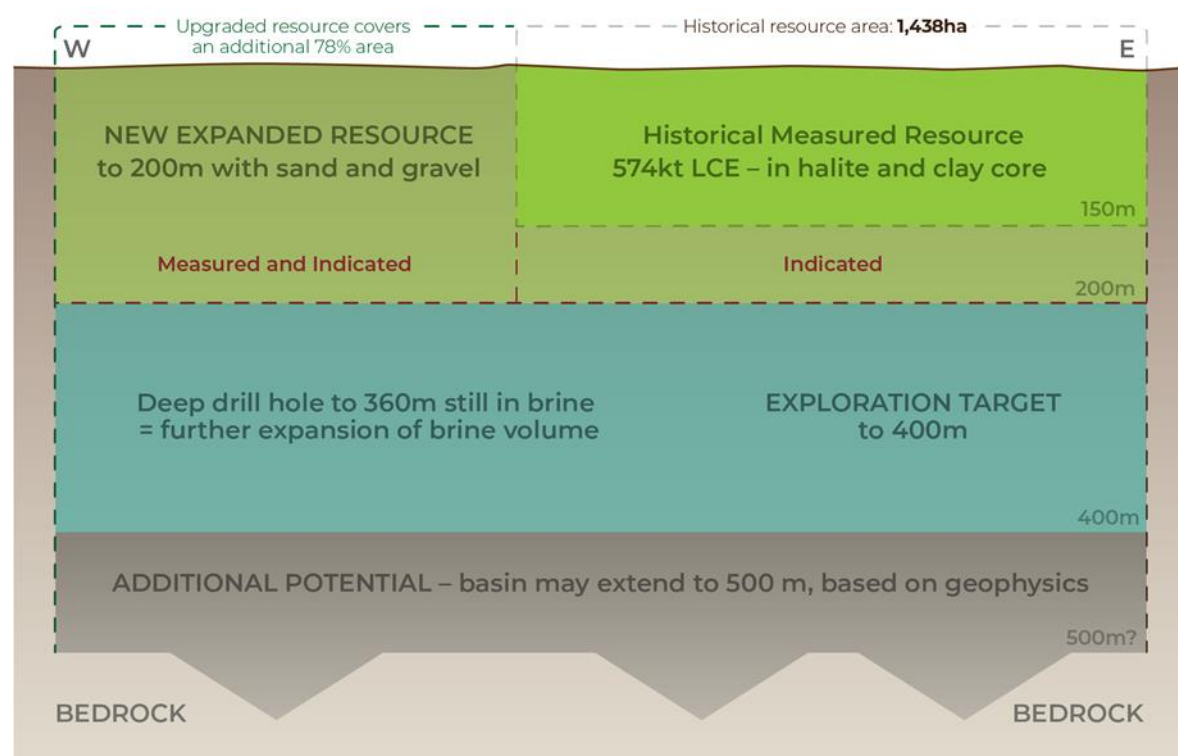 Upgraded resource covers
an additional 78% area
Historical resource area: 1,438ha
W
E
NEW EXPANDED RESOURCE
to 200m with sand and gravel
Historical Measured Resource
574kt LCE – in halite and clay core
150m
Measured and Indicated
Indicated
200m
Deep drill hole to 360m still in brine
= further expansion of brine volume
EXPLORATION TARGET
to 400m
400m
ADDITIONAL POTENTIAL – basin may extend to 500 m, based on geophysics
500m?
BEDROCK
BEDROCK